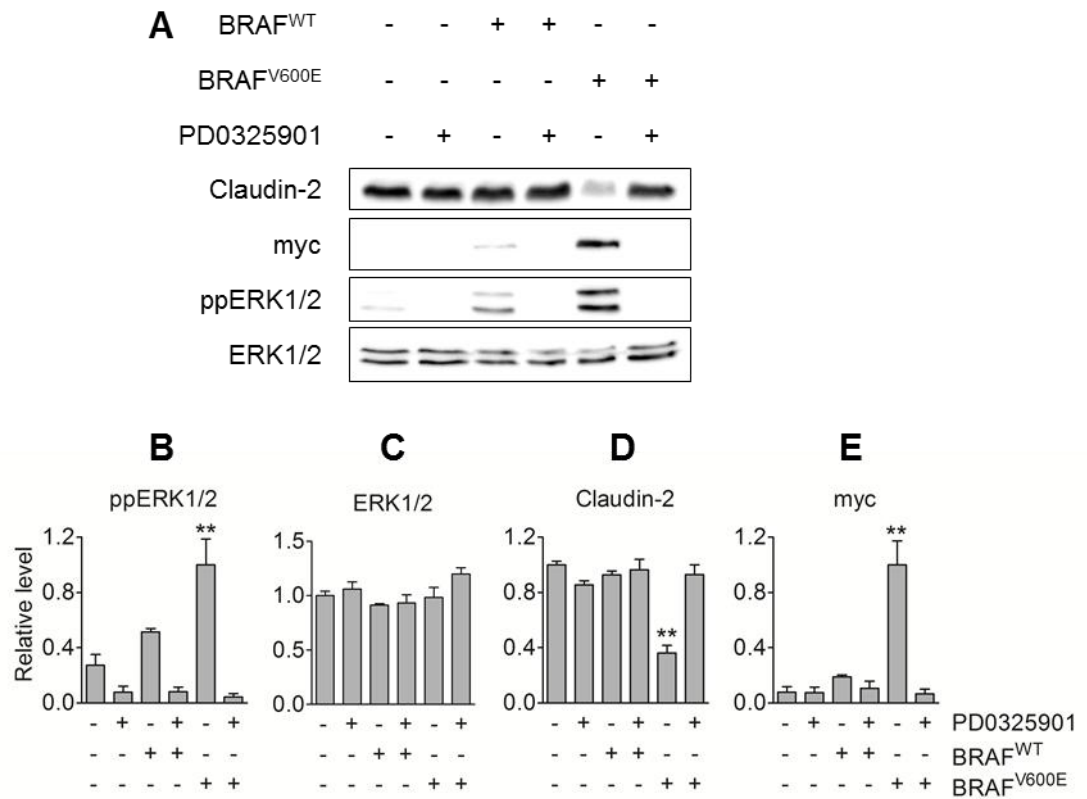 A
BRAF^WT - - + + - -
BRAF^V600E - - - - + +
PD0325901 - + - + - +
Claudin-2
myc
ppERK1/2
ERK1/2
B C D E
ppERK1/2 ERK1/2 Claudin-2 myc
Relative level
1.2 0.8 0.4 0.0
**
1.5 1.0 0.5 0.0
1.2 0.8 0.4 0.0
**
1.2 0.8 0.4 0.0
**
- + - + - + - + - + - + - + - + - + - + - + - + PD0325901
- - + + - - - - + + - - - - + + - - - - + + - - BRAF^WT
- - - - + + - - - - + + - - - - + + - - - - + + BRAF^V600E